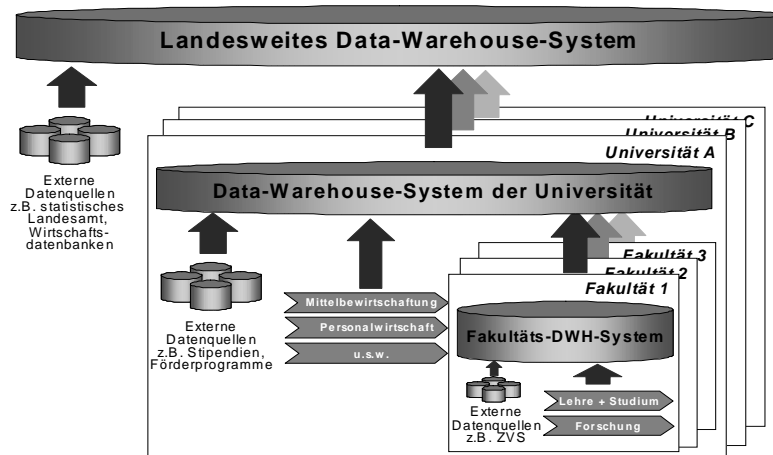 Landesweites Data-Warehouse-System
Externe
Datenquellen
z.B. statistisches
Landesamt,
Wirtschafts-
datenbanken
Universität C
Universität B
Universität A
Data-Warehouse-System der Universität
Externe
Datenquellen
z.B. Stipendien,
Förderprogramme
Mittelbewirtschaftung
Personalwirtschaft
u.s.w.
Fakultät 3
Fakultät 2
Fakultät 1
Fakultäts-DWH-System
Externe
Datenquellen
z.B. ZVS
Lehre + Studium
Forschung